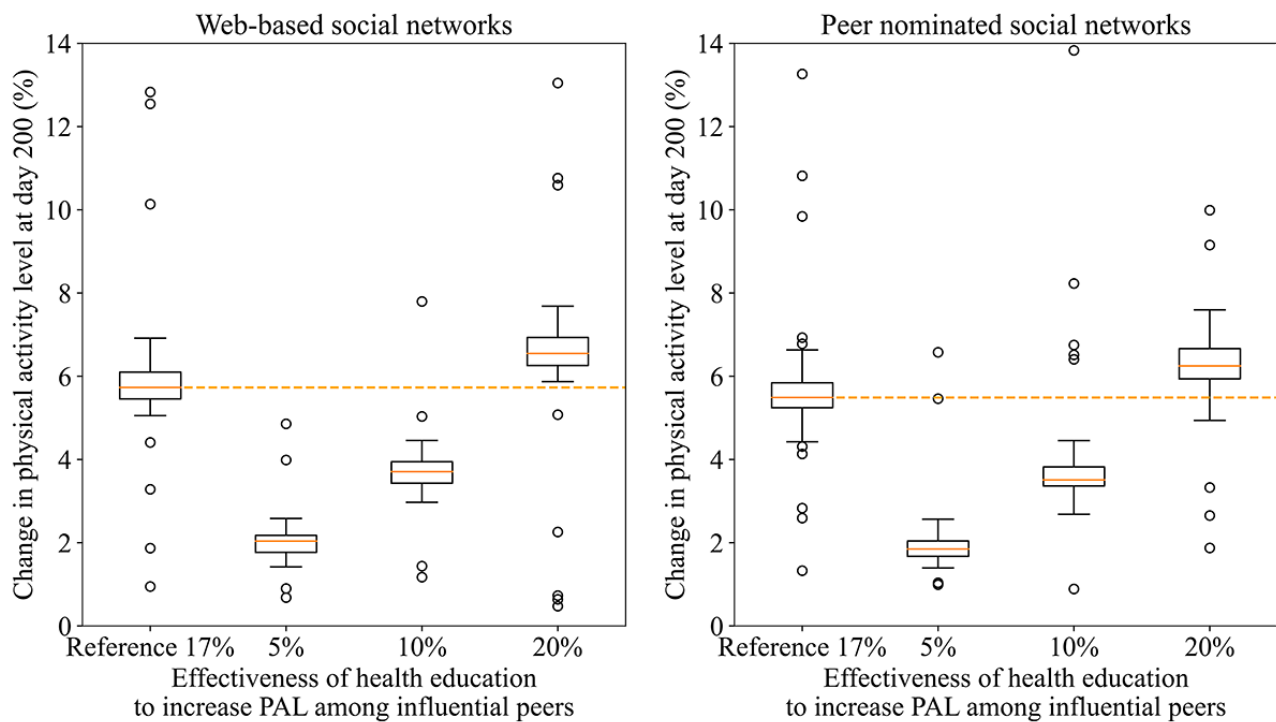 Web-based social networks
Change in physical activity level at day 200 (%)
14
12
10
8
6
4
2
0
Reference 17%
5%
10%
20%
Effectiveness of health education
to increase PAL among influential peers
Peer nominated social networks
Change in physical activity level at day 200 (%)
14
12
10
8
6
4
2
0
Reference 17%
5%
10%
20%
Effectiveness of health education
to increase PAL among influential peers